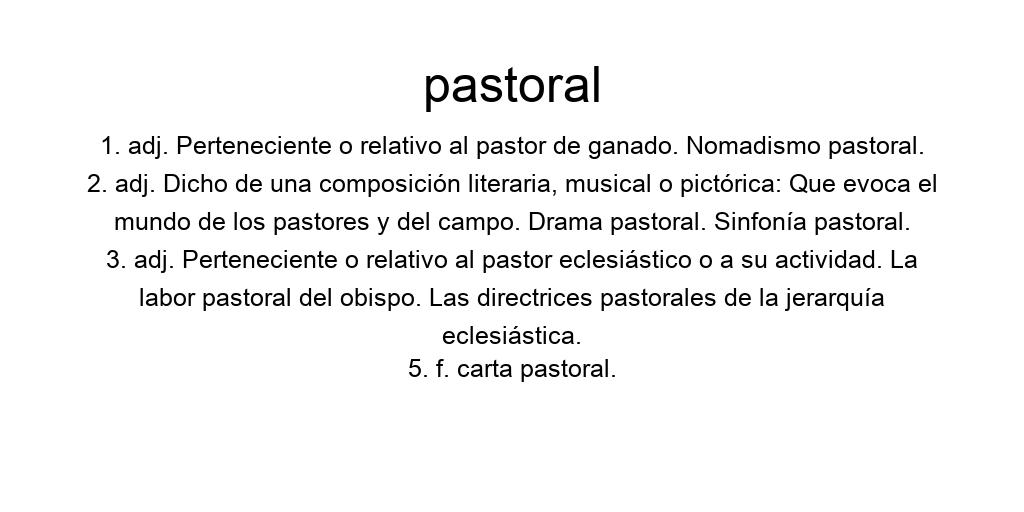 pastoral
1. adj. Perteneciente o relativo al pastor de ganado. Nomadismo pastoral.
2. adj. Dicho de una composición literaria, musical o pictórica: Que evoca el
mundo de los pastores y del campo. Drama pastoral. Sinfonía pastoral.
3. adj. Perteneciente o relativo al pastor eclesiástico o a su actividad. La
labor pastoral del obispo. Las directrices pastorales de la jerarquía
eclesiástica.
5. f. carta pastoral.